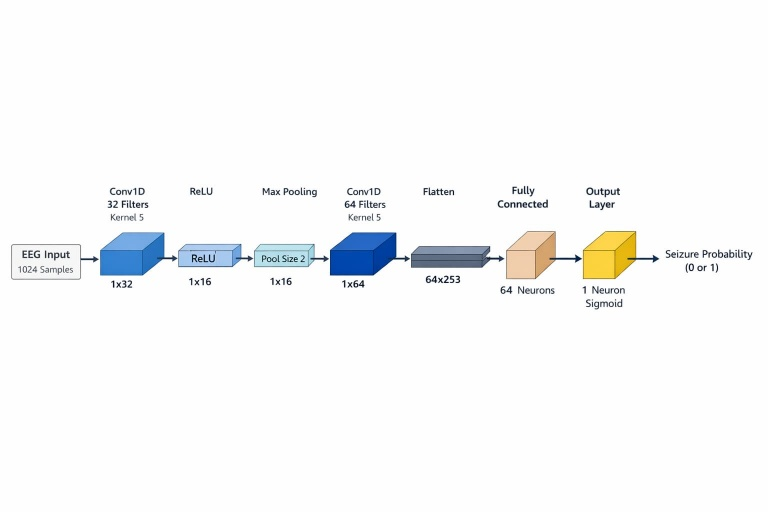 Conv1D
32 Filters
Kernel 5
ReLU
Max Pooling
Conv1D
64 Filters
Kernel 5
Flatten
Fully
Connected
Output
Layer
EEG Input
1024 Samples
ReLU
Pool Size 2
Seizure Probability
(0 or 1)
1x32
1x16
1x16
1x64
64x253
64 Neurons
1 Neuron
Sigmoid